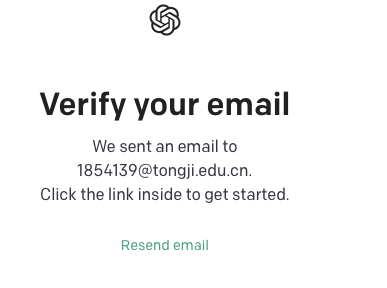 Verify your email
We sent an email to
1854139@tongji.edu.cn.
Click the link inside to get started.
Resend email